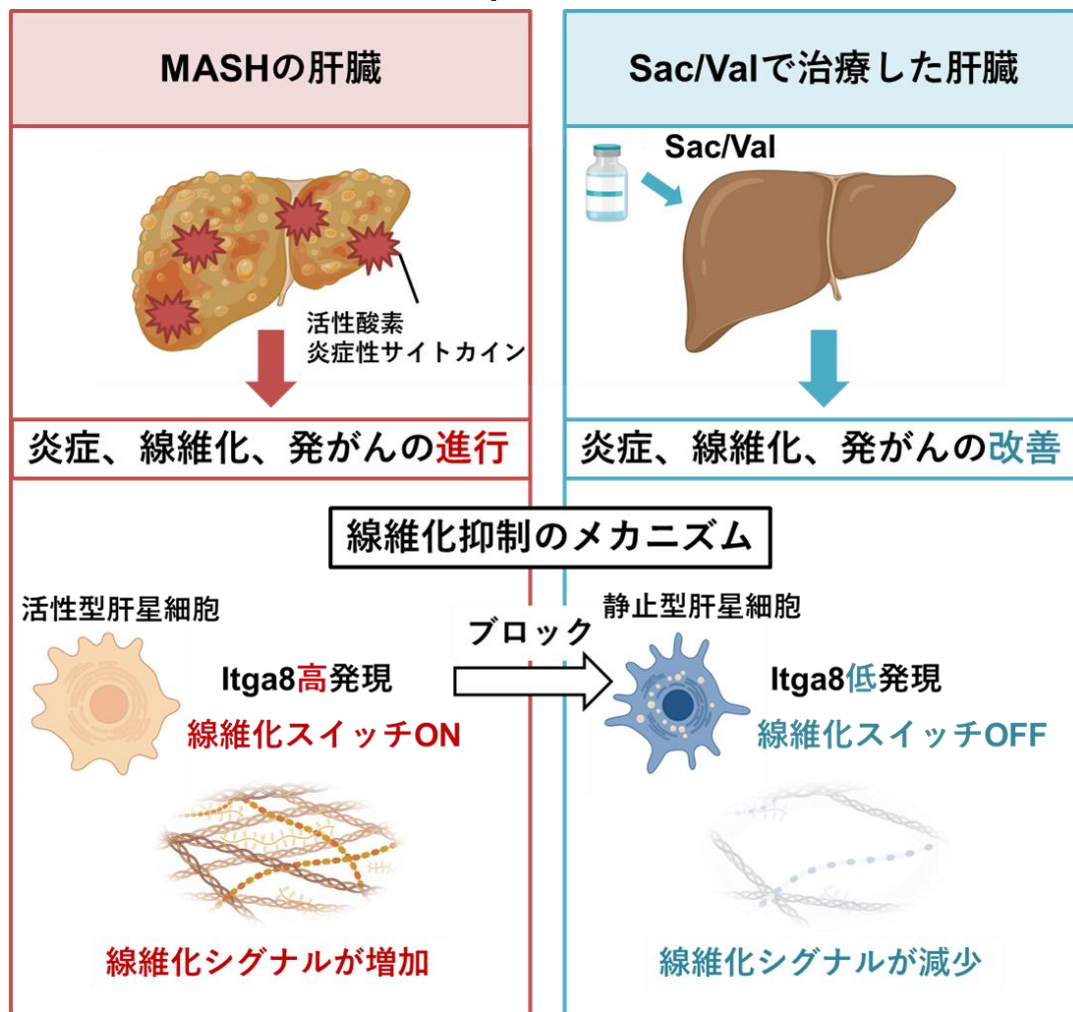 MASHの肝臓
Sac/Valで治療した肝臓
Sac/Val
活性酸素
炎症性サイトカイン
炎症、線維化、発がんの進行
炎症、線維化、発がんの改善
線維化抑制のメカニズム
活性型肝星細胞
ブロック
静止型肝星細胞
Itga8高発現
線維化スイッチON
Itga8低発現
線維化スイッチOFF
線維化シグナルが増加
線維化シグナルが減少